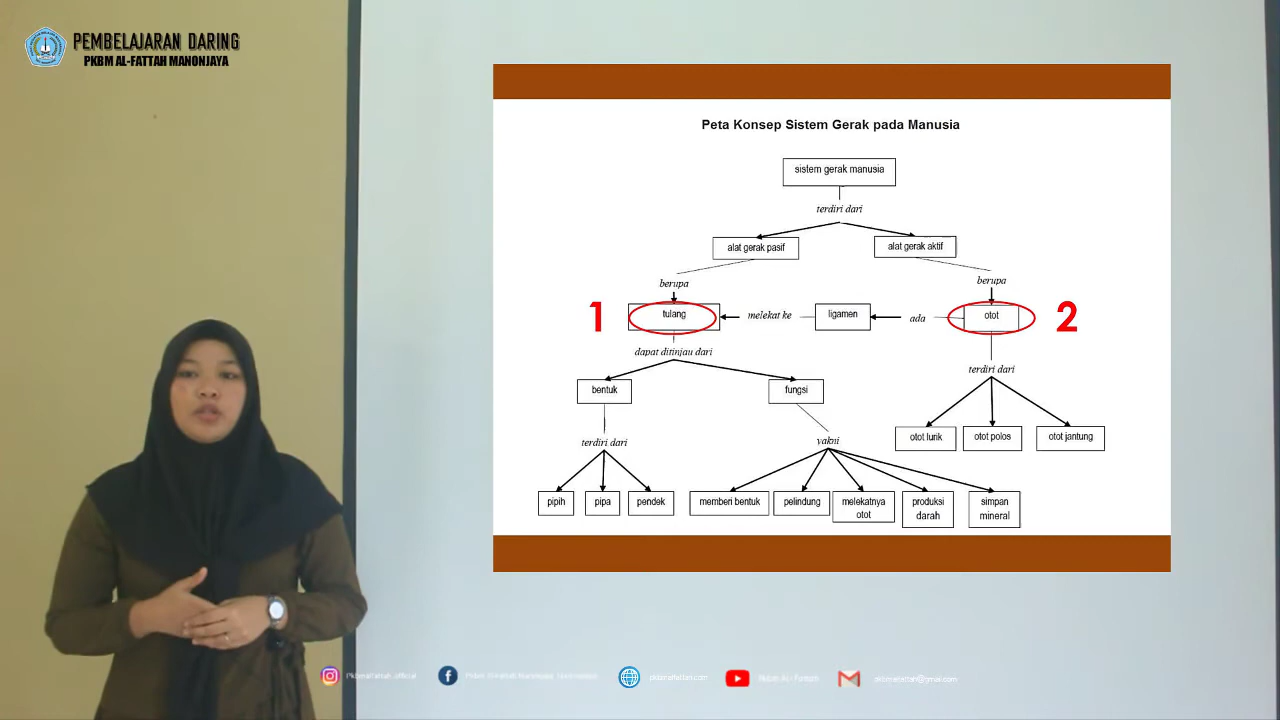 PEMBELAJARAN DARING
PKBM AL-FATTAH MANONJAYA
Peta Konsep Sistem Gerak pada Manusia
sistem gerak manusia
terdiri dari
alat gerak pasif
alat gerak aktif
berupa
berupa
1
tulang
melekat ke
ligamen
ada
otot
2
dapat ditinjau dari
terdiri dari
bentuk
fungsi
otot lurik
otot polos
otot jantung
terdiri dari
yakni
pipih
pipa
pendek
memberi bentuk
pelindung
melekatnya
otot
produksi
darah
simpan
mineral